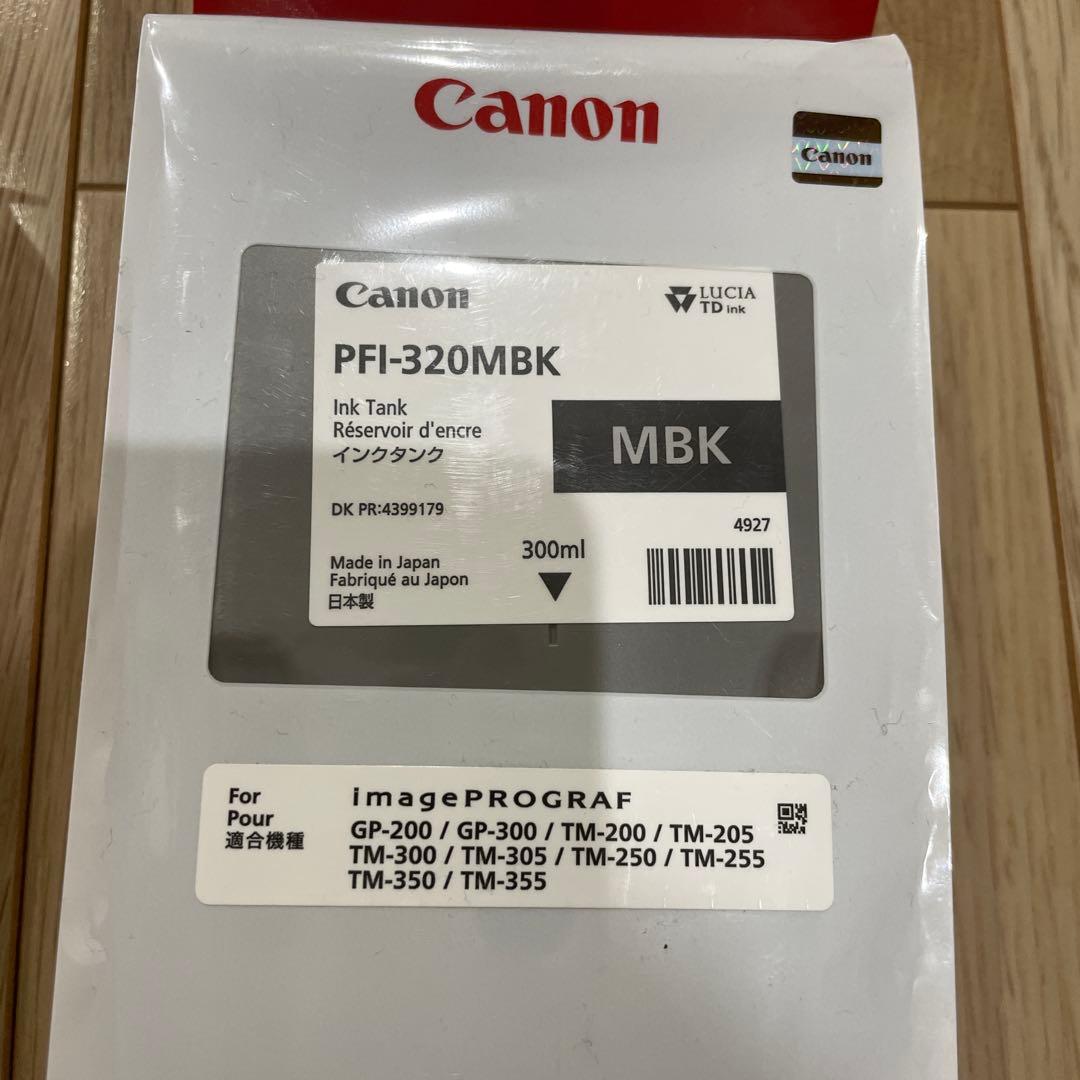 Canon
Canon
Canon
LUCIA
TD ink
PFI-320MBK
Ink Tank
Réservoir d'encre
インクタンク
MBK
DK PR:4399179
4927
300ml
Made in Japan
Fabriqué au Japon
日本製
For
Pour
適合機種
imagePROGRAF
GP-200 / GP-300 / TM-200 / TM-205
TM-300 / TM-305 / TM-250 / TM-255
TM-350 / TM-355